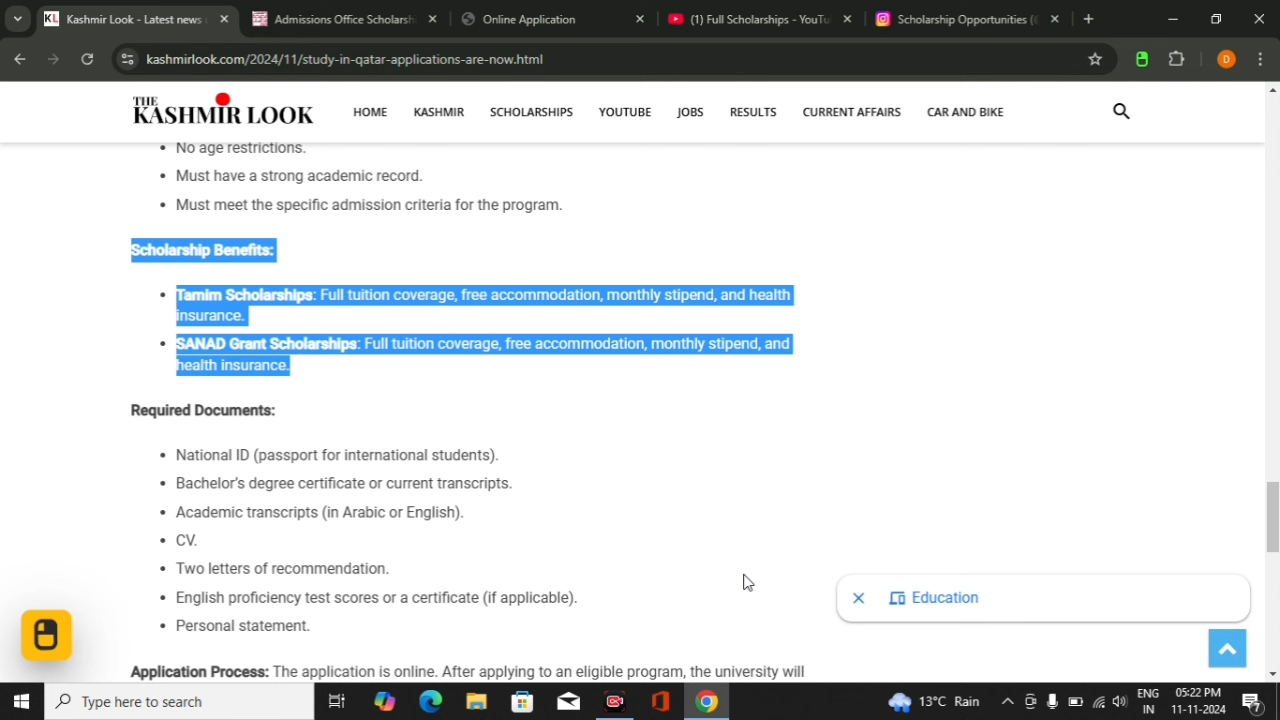 Kashmir Look - Latest news
Admissions Office Scholarsh
Online Application
(1) Full Scholarships - YouTu
Scholarship Opportunities (
kashmirlook.com/2024/11/study-in-qatar-applications-are-now.html
D
THE
KASHMIR LOOK
HOME KASHMIR SCHOLARSHIPS YOUTUBE JOBS RESULTS CURRENT AFFAIRS CAR AND BIKE
• No age restrictions.
• Must have a strong academic record.
• Must meet the specific admission criteria for the program.
Scholarship Benefits:
• Tamim Scholarships: Full tuition coverage, free accommodation, monthly stipend, and health
insurance.
• SANAD Grant Scholarships: Full tuition coverage, free accommodation, monthly stipend, and
health insurance.
Required Documents:
• National ID (passport for international students).
• Bachelor's degree certificate or current transcripts.
• Academic transcripts (in Arabic or English).
• CV.
• Two letters of recommendation.
• English proficiency test scores or a certificate (if applicable).
• Personal statement.
Education
Application Process: The application is online. After applying to an eligible program, the university will
Type here to search
13°C Rain
ENG
IN
05:22 PM
11-11-2024
7